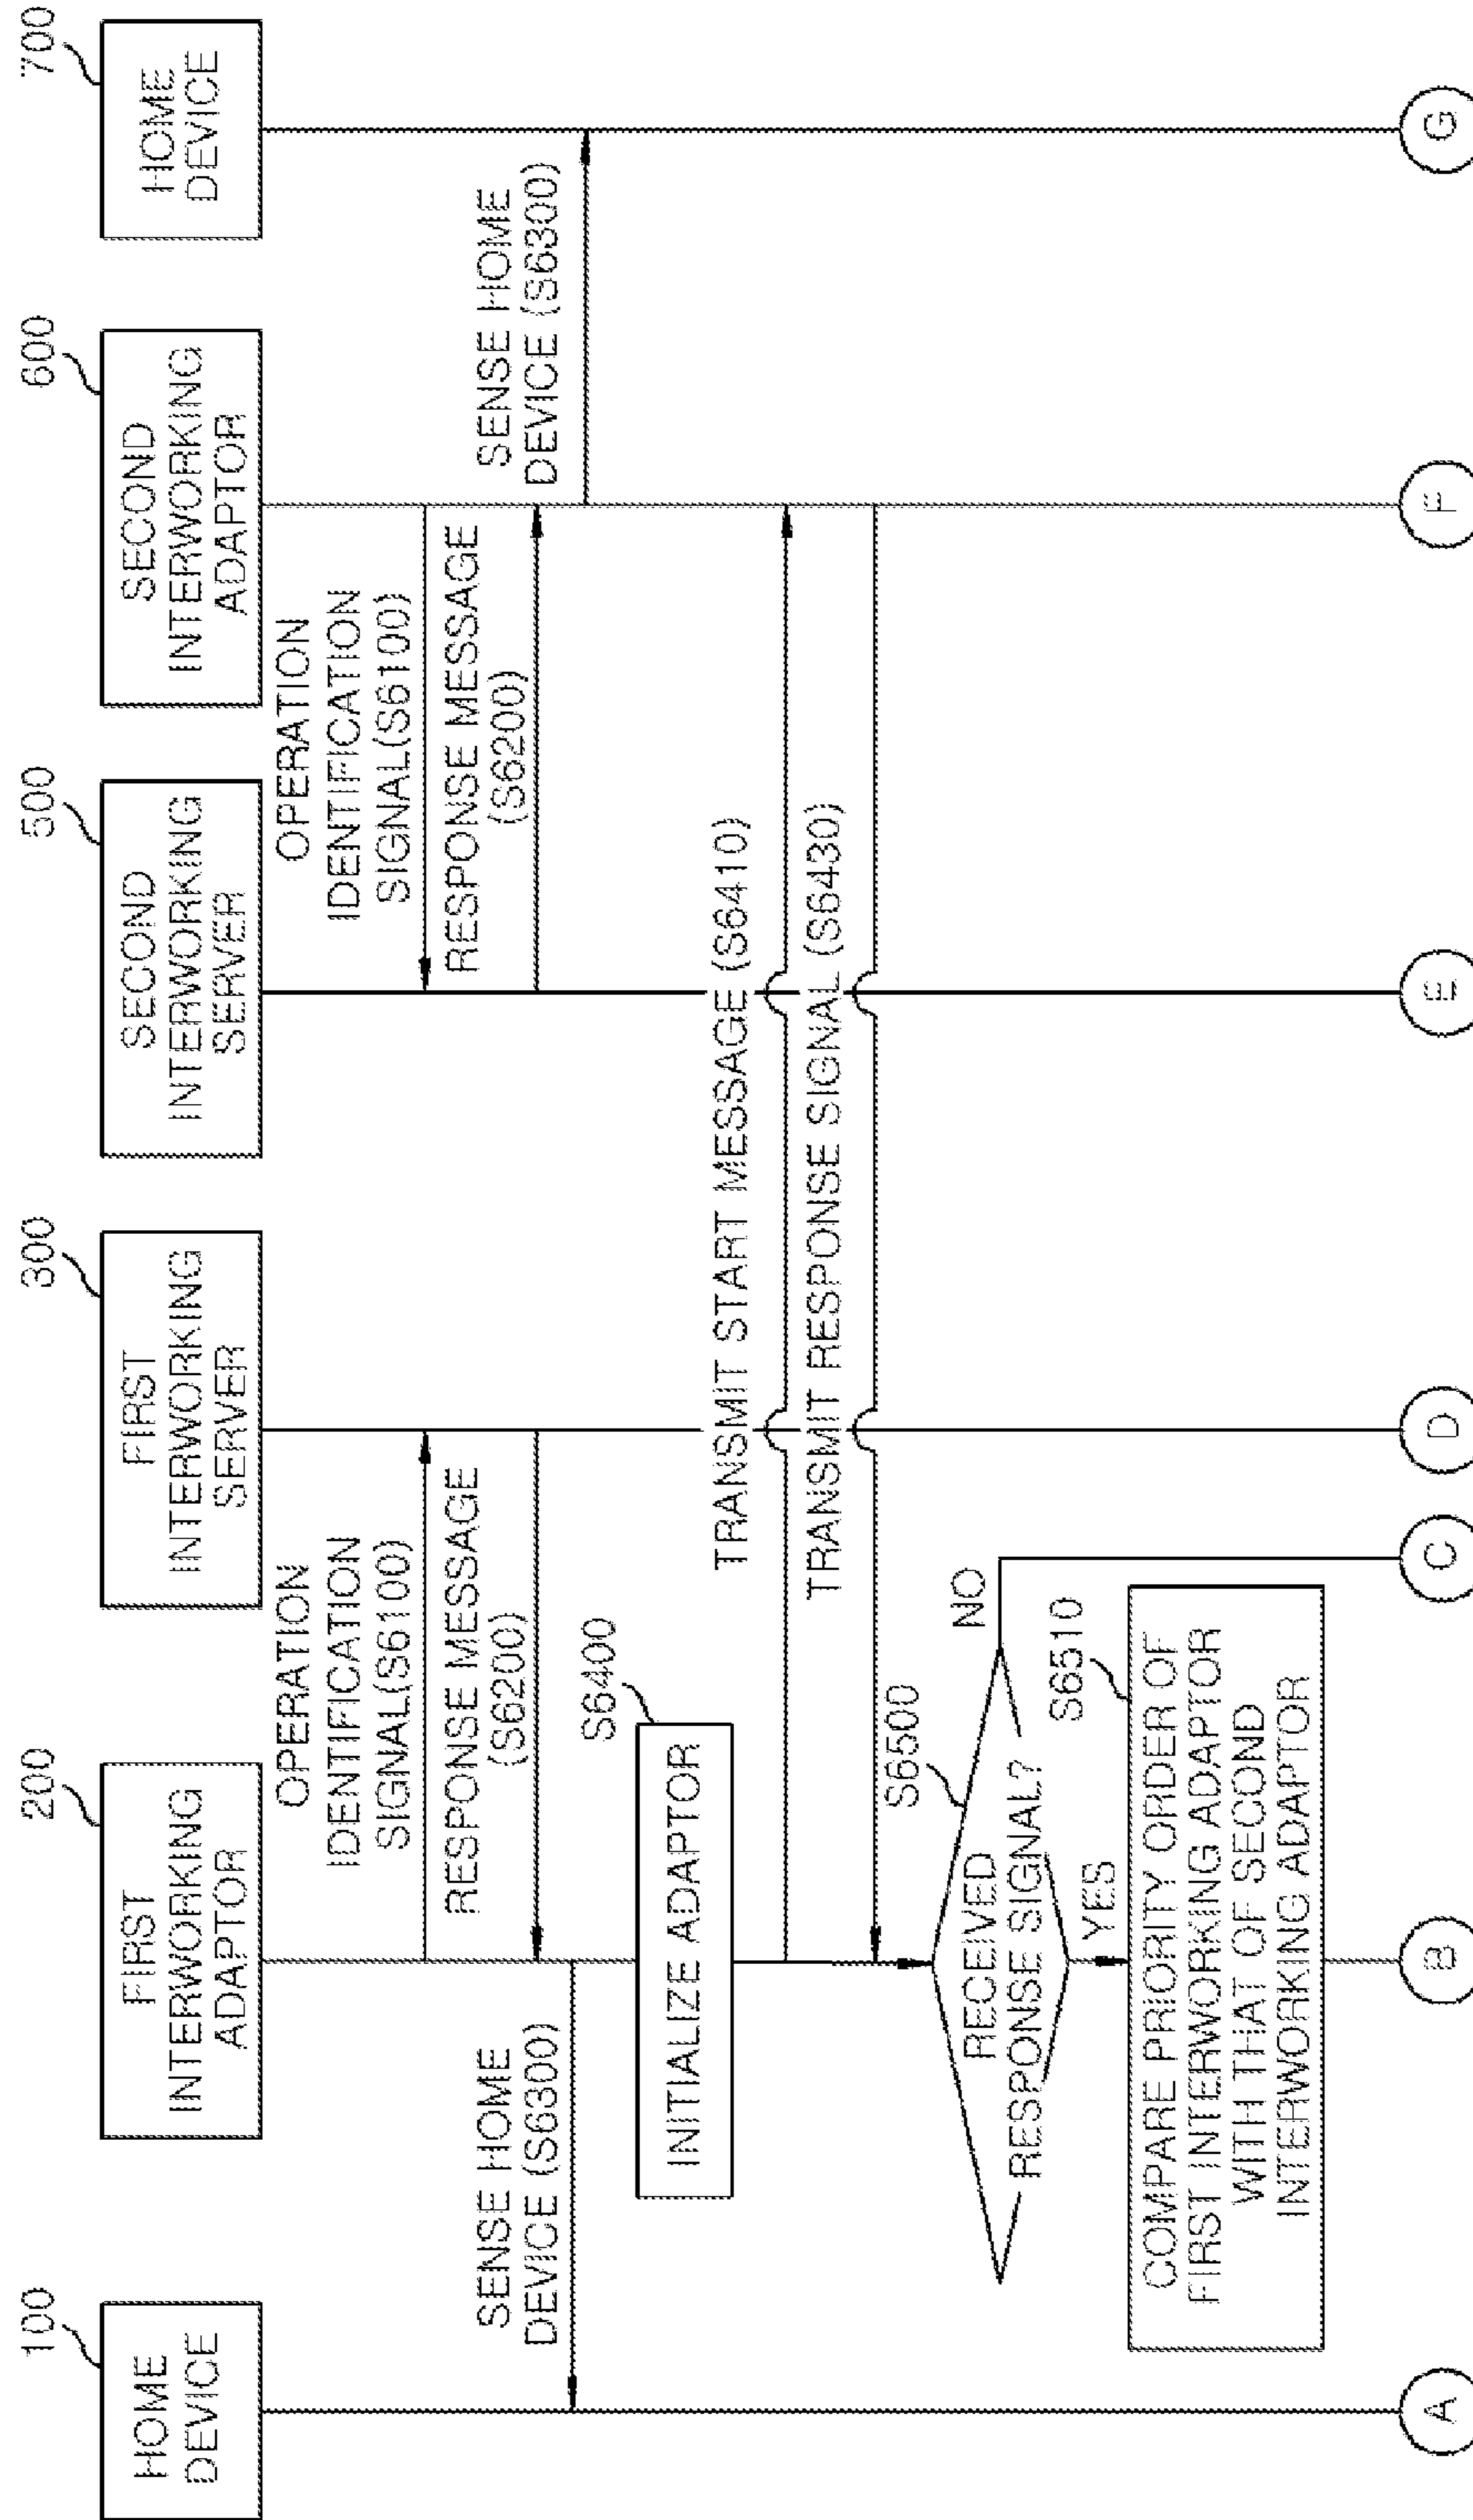 100
HOME
DEVICE
200
FIRST
INTERWORKING
ADAPTOR
300
FIRST
INTERWORKING
SERVER
500
SECOND
INTERWORKING
SERVER
600
SECOND
INTERWORKING
ADAPTOR
700
HOME
DEVICE
OPERATION
IDENTIFICATION
SIGNAL(S6100)
OPERATION
IDENTIFICATION
SIGNAL(S6100)
RESPONSE MESSAGE
(S6200)
RESPONSE MESSAGE
(S6200)
SENSE HOME
DEVICE (S6300)
SENSE HOME
DEVICE (S6300)
S6400
INITIALIZE ADAPTOR
TRANSMIT START MESSAGE (S6410)
TRANSMIT RESPONSE SIGNAL (S6430)
S6500
RECEIVED
RESPONSE SIGNAL?
NO
YES
S6510
COMPARE PRIORITY ORDER OF
FIRST INTERWORKING ADAPTOR
WITH THAT OF SECOND
INTERWORKING ADAPTOR
A
B
C
D
E
F
G